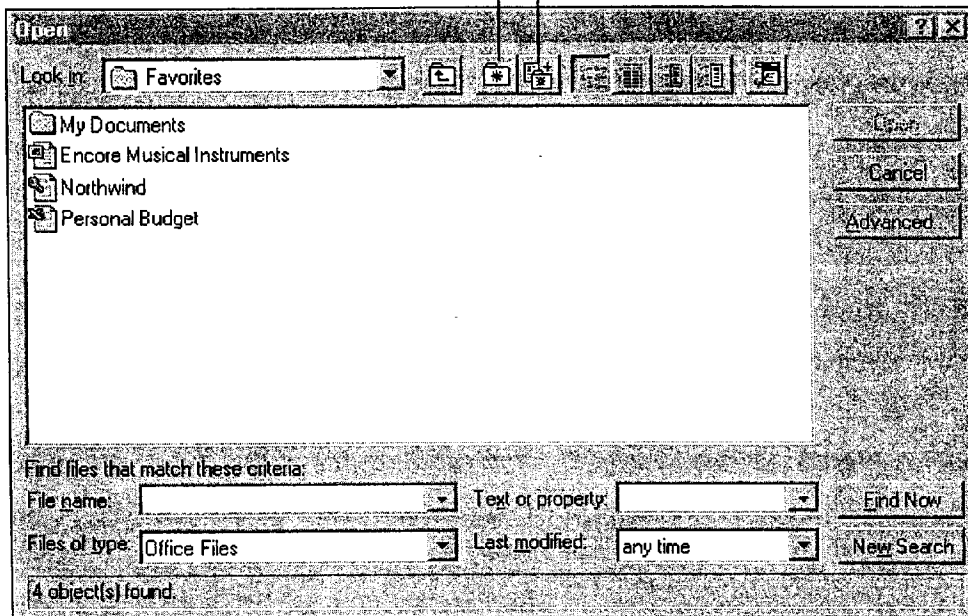 Open
Look in: Favorites
My Documents
Encore Musical Instruments
Northwind
Personal Budget
Open
Cancel
Advanced...
Find files that match these criteria:
File name: Text or property: Find Now
Files of type: Office Files Last modified: any time New Search
4 object(s) found.